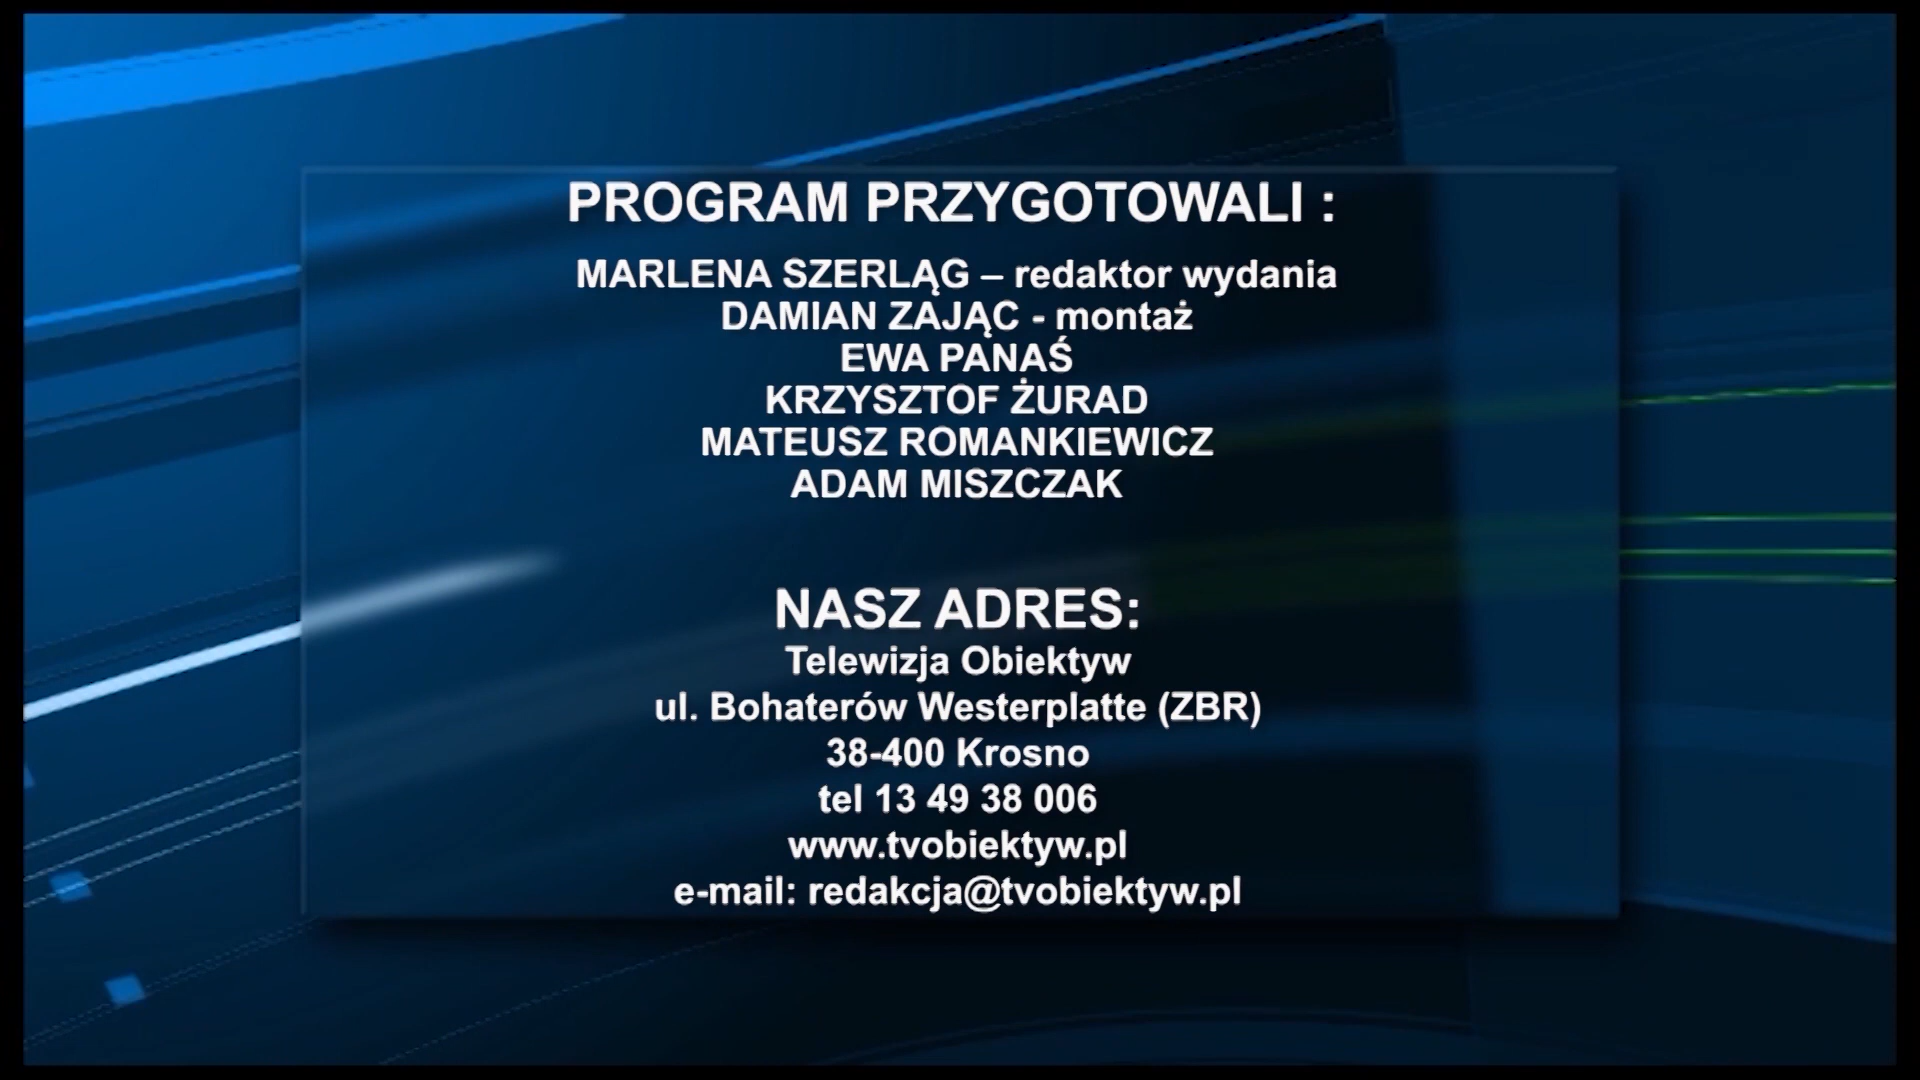 PROGRAM PRZYGOTOWALI :
MARLENA SZERLĄG – redaktor wydania
DAMIAN ZAJĄC - montaż
EWA PANAŚ
KRZYSZTOF ŻURAD
MATEUSZ ROMANKIEWICZ
ADAM MISZCZAK
NASZ ADRES:
Telewizja Obiektyw
ul. Bohaterów Westerplatte (ZBR)
38-400 Krosno
tel 13 49 38 006
www.tvobiektyw.pl
e-mail: redakcja@tvobiektyw.pl